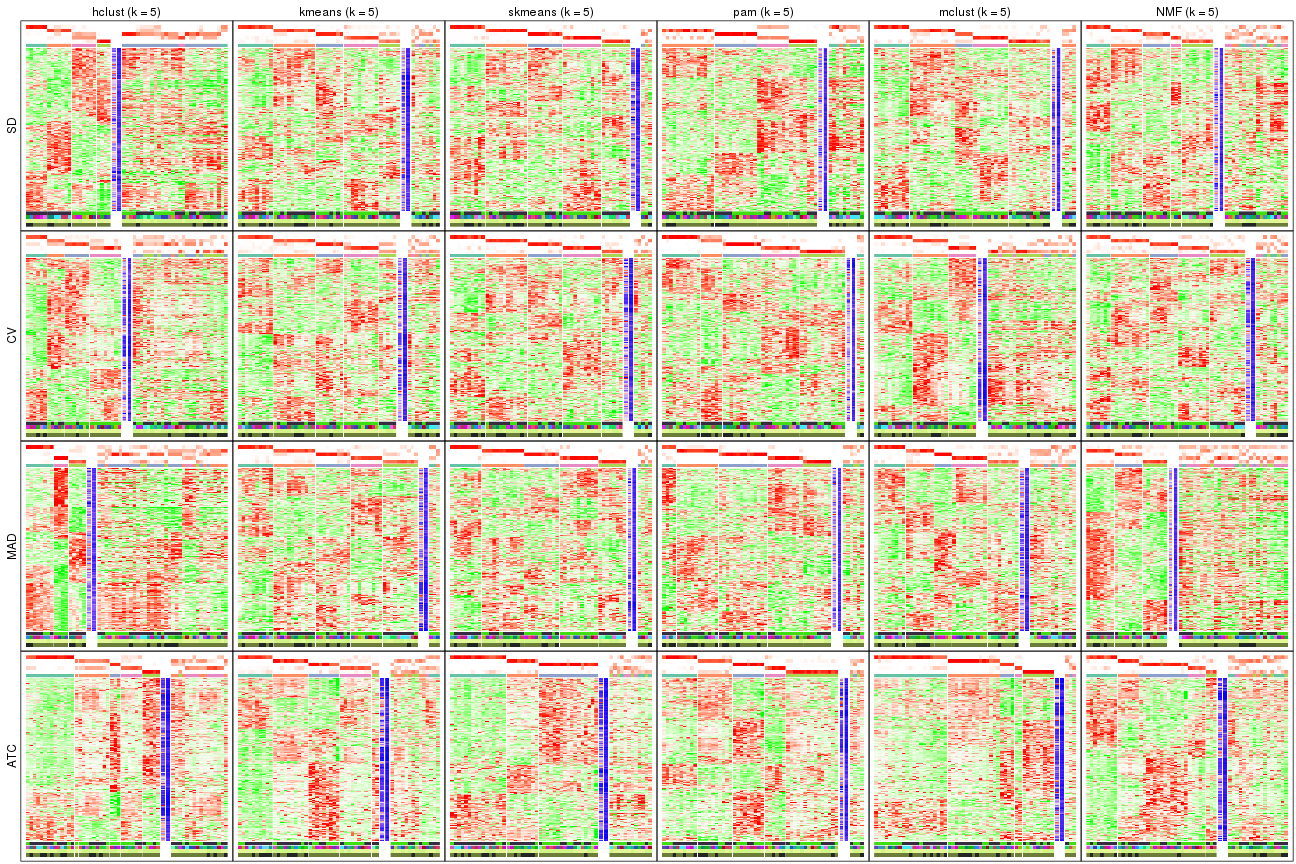 hclust (k = 5)
kmeans (k = 5)
skmeans (k = 5)
pam (k = 5)
mclust (k = 5)
NMF (k = 5)
SD
CV
MAD
ATC